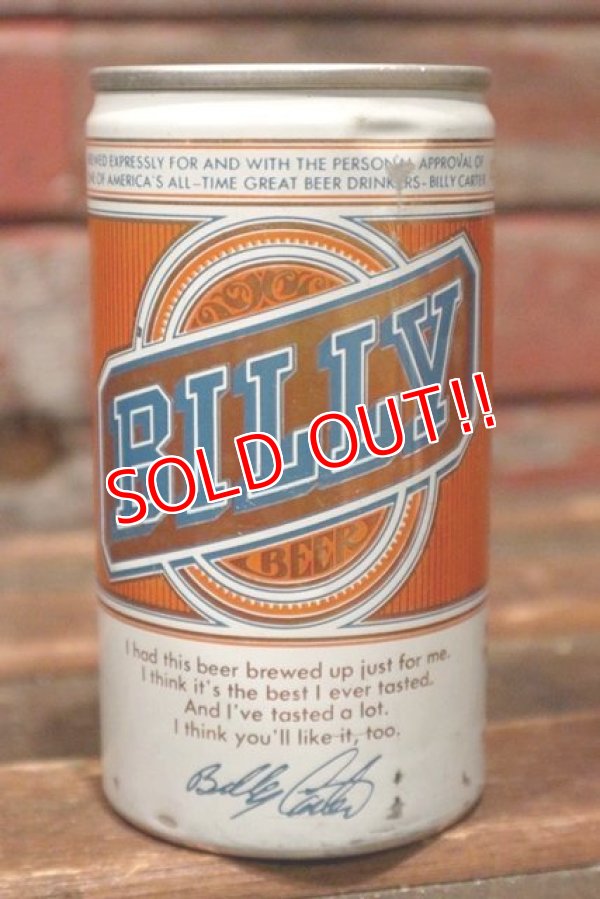 EXPRESSLY FOR AND WITH THE PERSONAL APPROVAL OF
OF AMERICA'S ALL-TIME GREAT BEER DRINKERS- BILLY CARTER
BILLY
SOLD OUT!!
BEER
I had this beer brewed up just for me.
I think it's the best I ever tasted.
And I've tasted a lot.
I think you'll like it, too.
Billy Carter